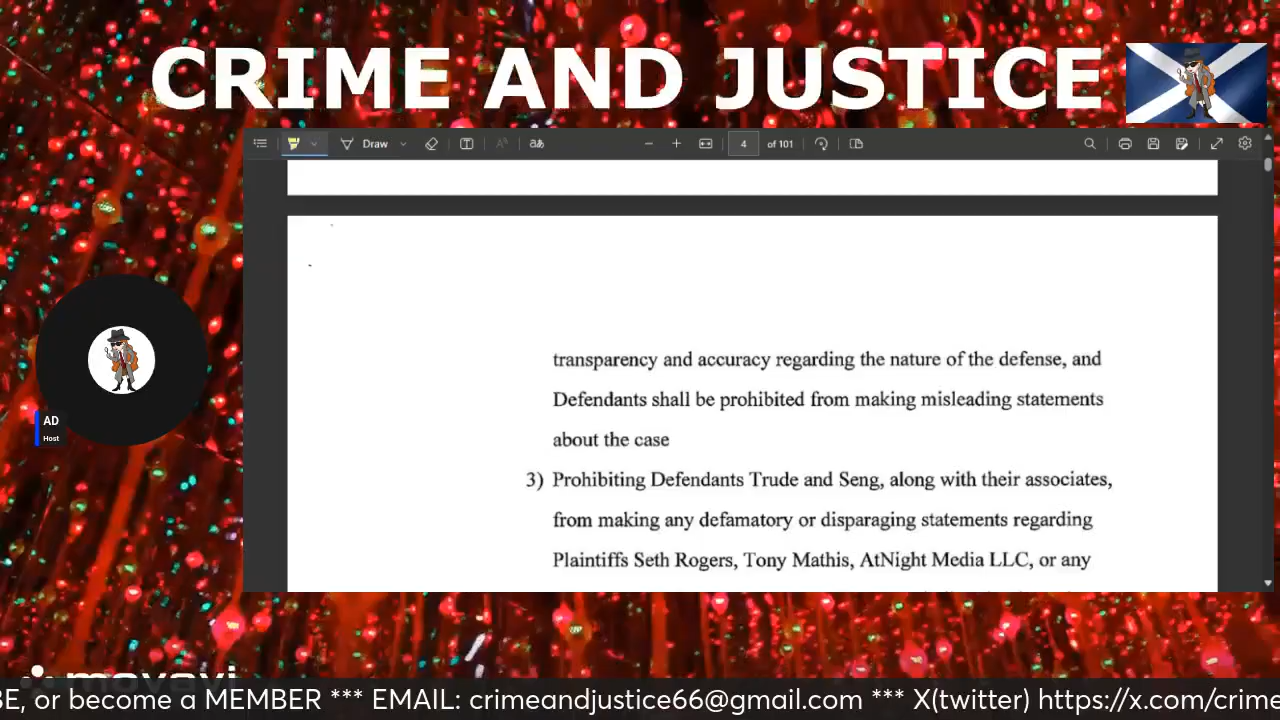 CRIME AND JUSTICE
Draw
4 of 101
transparency and accuracy regarding the nature of the defense, and
Defendants shall be prohibited from making misleading statements
about the case
3) Prohibiting Defendants Trude and Seng, along with their associates,
from making any defamatory or disparaging statements regarding
Plaintiffs Seth Rogers, Tony Mathis, AtNight Media LLC, or any
AD
Host
movavi
BE, or become a MEMBER *** EMAIL: crimeandjustice66@gmail.com *** X(twitter) https://x.com/crime